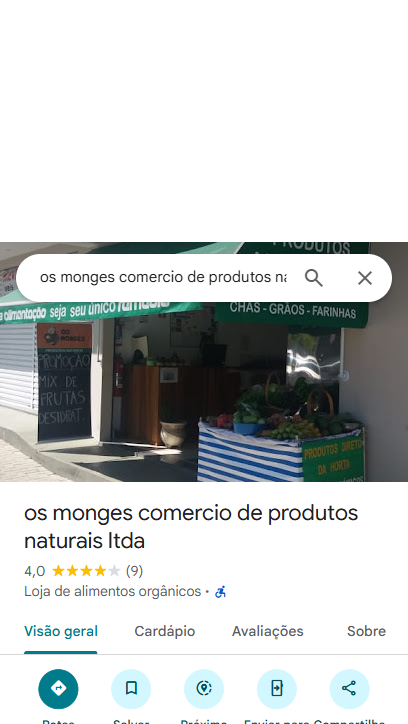 PRODUTOS
os monges comercio de produtos na
alimentação seja seu único remédio
CHÁS - GRÃOS - FARINHAS
OS MONGES
PROMOÇÃO
MIX DE
FRUTAS
DESIDRAT.
PRODUTOS DIRETO
DA HORTA
os monges comercio de produtos
naturais ltda
4,0 (9)
Loja de alimentos orgânicos •
Visão geral Cardápio Avaliações Sobre
Rotas Salvar Próximo Enviar para Compartilhar